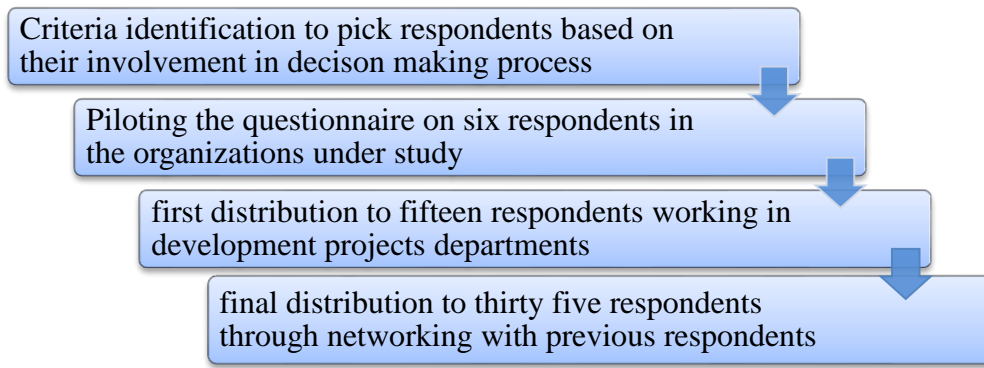 Criteria identification to pick respondents based on
their involvement in decison making process
Piloting the questionnaire on six respondents in
the organizations under study
first distribution to fifteen respondents working in
development projects departments
final distribution to thirty five respondents
through networking with previous respondents